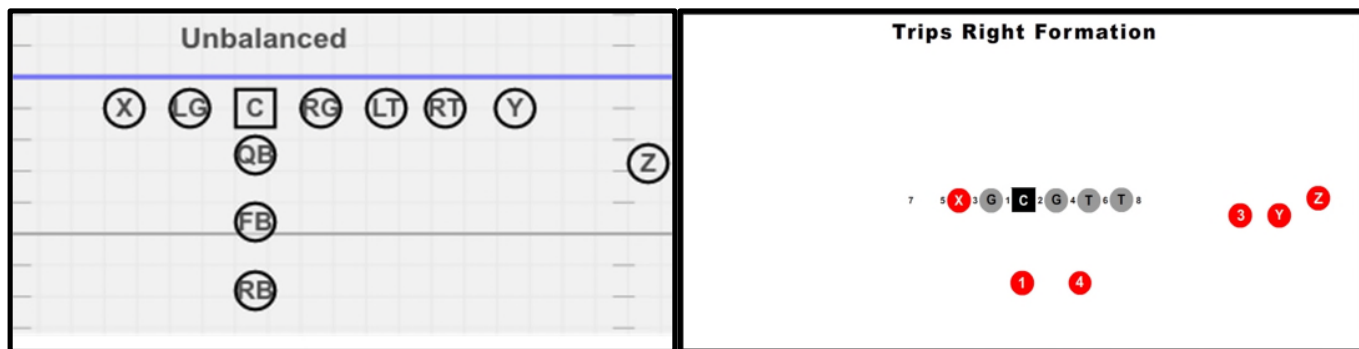 Unbalanced
X LG C RG LT RT Y
QB
Z
FB
RB
Trips Right Formation
7 5 X 3 G 1 C 2 G 4 T 6 T 8
Z
3 Y
1 4